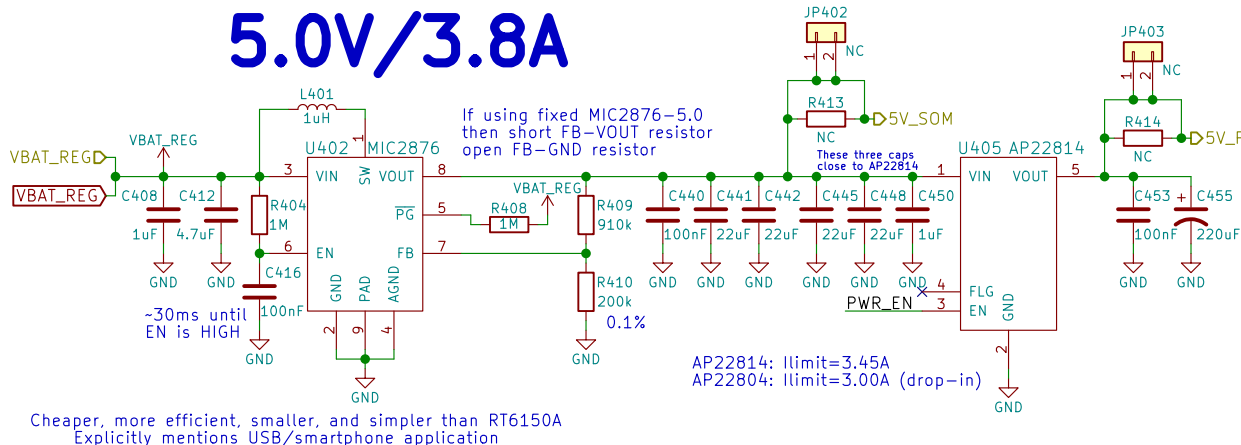 5.0V/3.8A
JP402
1
2
NC
JP403
1
2
NC
L401
1uH
If using fixed MIC2876-5.0
then short FB-VOUT resistor
open FB-GND resistor
R413
NC
5V_SOM
R414
NC
VBAT_REG
VBAT_REG
VBAT_REG
U402
MIC2876
1
SW
3
VIN
VOUT
8
PG
5
6
EN
FB
7
GND
PAD
AGND
2
9
4
VBAT_REG
R408
1M
R409
910k
R410
200k
0.1%
GND
These three caps
close to AP22814
U405 AP22814
1
VIN
VOUT
5
4
FLG
3
EN
GND
2
GND
PWR_EN
C408
1uF
GND
C412
4.7uF
GND
R404
1M
C416
100nF
GND
~30ms until
EN is HIGH
GND
C440
100nF
GND
C441
22uF
GND
C442
22uF
GND
C445
22uF
GND
C448
22uF
GND
C450
1uF
GND
C453
100nF
GND
C455
+
220uF
GND
AP22814: Ilimit=3.45A
AP22804: Ilimit=3.00A (drop-in)
Cheaper, more efficient, smaller, and simpler than RT6150A
Explicitly mentions USB/smartphone application